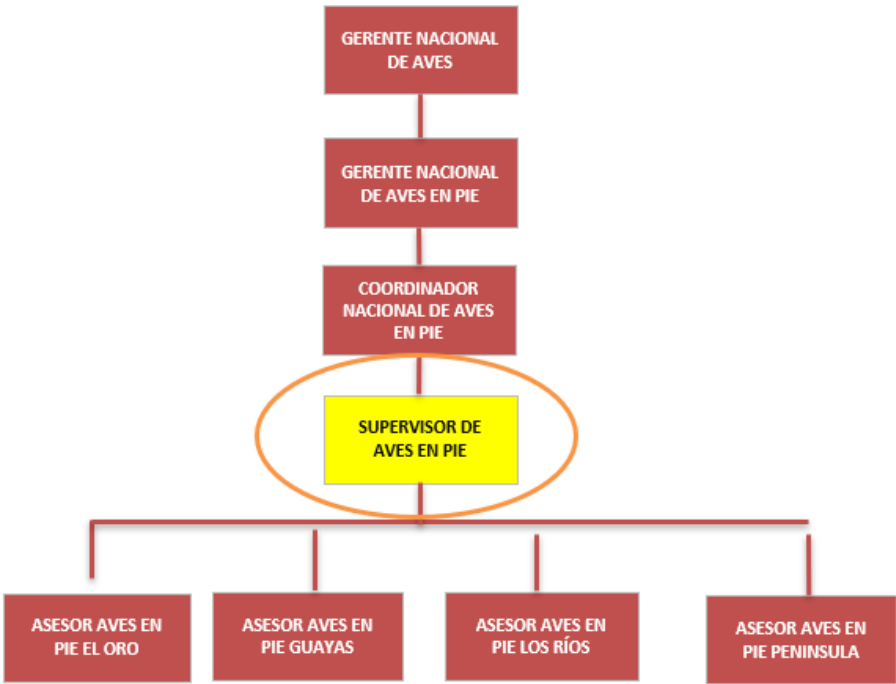 GERENTE NACIONAL
DE AVES
GERENTE NACIONAL
DE AVES EN PIE
COORDINADOR
NACIONAL DE AVES
EN PIE
SUPERVISOR DE
AVES EN PIE
ASESOR AVES EN
PIE EL ORO
ASESOR AVES EN
PIE GUAYAS
ASESOR AVES EN
PIE LOS RÍOS
ASESOR AVES EN
PIE PENINSULA